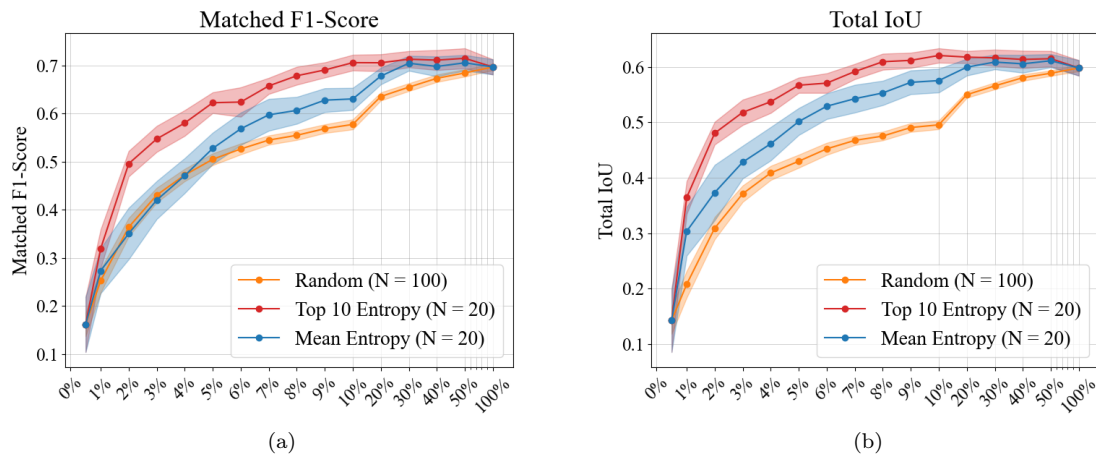 Matched F1-Score
Matched F1-Score
0.7
0.6
0.5
0.4
0.3
0.2
0.1
Random (N = 100)
Top 10 Entropy (N = 20)
Mean Entropy (N = 20)
0% 1% 2% 3% 4% 5% 6% 7% 8% 9% 10% 20% 30% 40% 50% 100%
(a)
Total IoU
Total IoU
0.6
0.5
0.4
0.3
0.2
0.1
Random (N = 100)
Top 10 Entropy (N = 20)
Mean Entropy (N = 20)
0% 1% 2% 3% 4% 5% 6% 7% 8% 9% 10% 20% 30% 40% 50% 100%
(b)